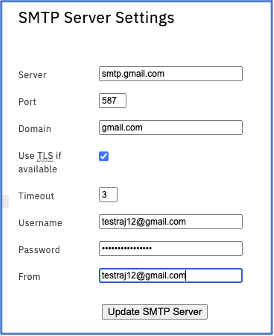 SMTP Server Settings
Server smtp.gmail.com
Port 587
Domain gmail.com
Use TLS if
available
Timeout 3
Username testraj12@gmail.com
Password ••••••••••••••••
From testraj12@gmail.com
Update SMTP Server